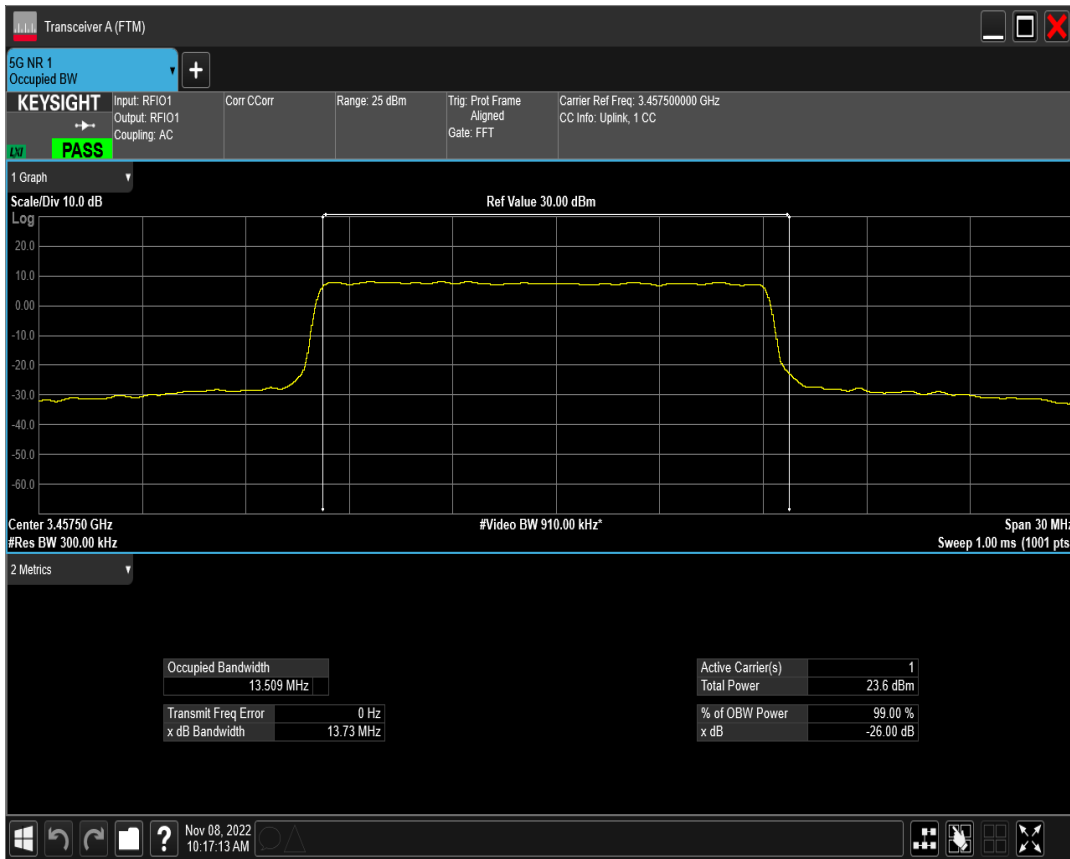 Transceiver A (FTM)
5G NR 1
Occupied BW
+
KEYSIGHT
LXI
PASS
Input: RFIO1
Output: RFIO1
Coupling: AC
Corr CCorr
Range: 25 dBm
Trig: Prot Frame
Aligned
Gate: FFT
Carrier Ref Freq: 3.457500000 GHz
CC Info: Uplink, 1 CC
1 Graph
Scale/Div 10.0 dB
Ref Value 30.00 dBm
Log
20.0
10.0
0.00
-10.0
-20.0
-30.0
-40.0
-50.0
-60.0
Center 3.45750 GHz
#Video BW 910.00 kHz*
Span 30 MHz
#Res BW 300.00 kHz
Sweep 1.00 ms (1001 pts
2 Metrics
Occupied Bandwidth
13.509 MHz
Transmit Freq Error 0 Hz
x dB Bandwidth 13.73 MHz
Active Carrier(s) 1
Total Power 23.6 dBm
% of OBW Power 99.00 %
x dB -26.00 dB
?
Nov 08, 2022
10:17:13 AM